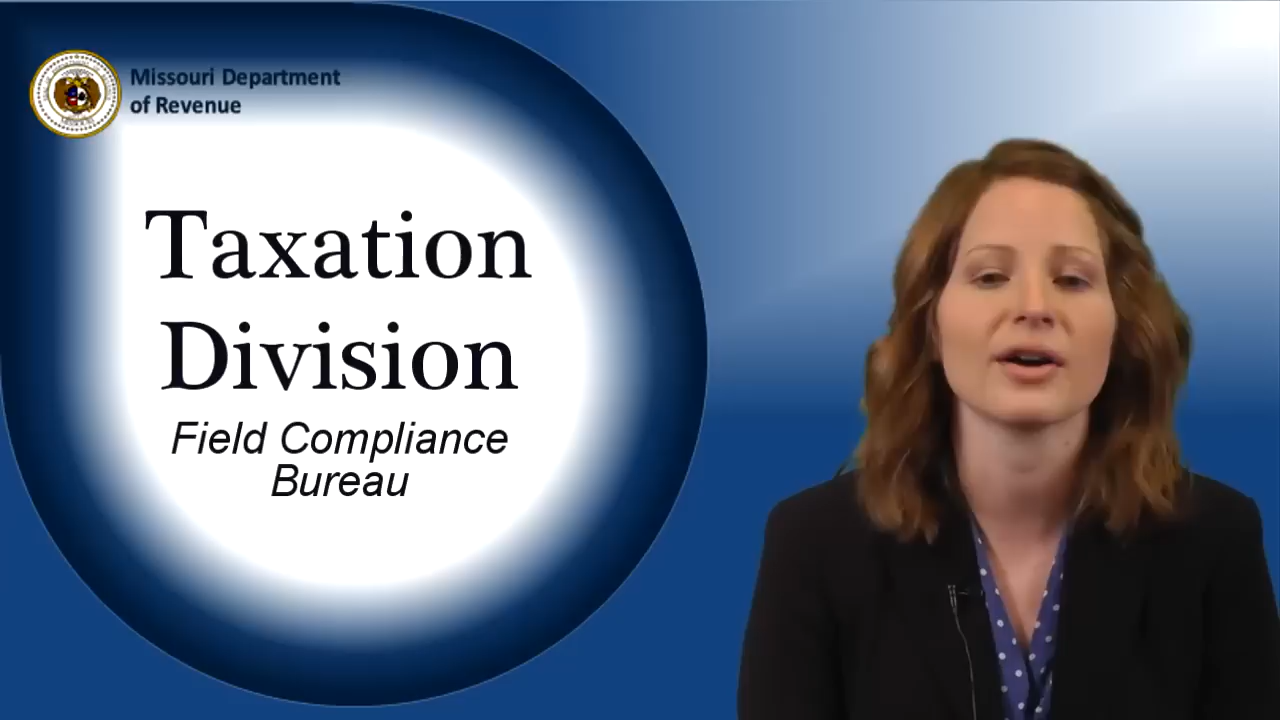 Missouri Department
of Revenue
Taxation
Division
Field Compliance
Bureau